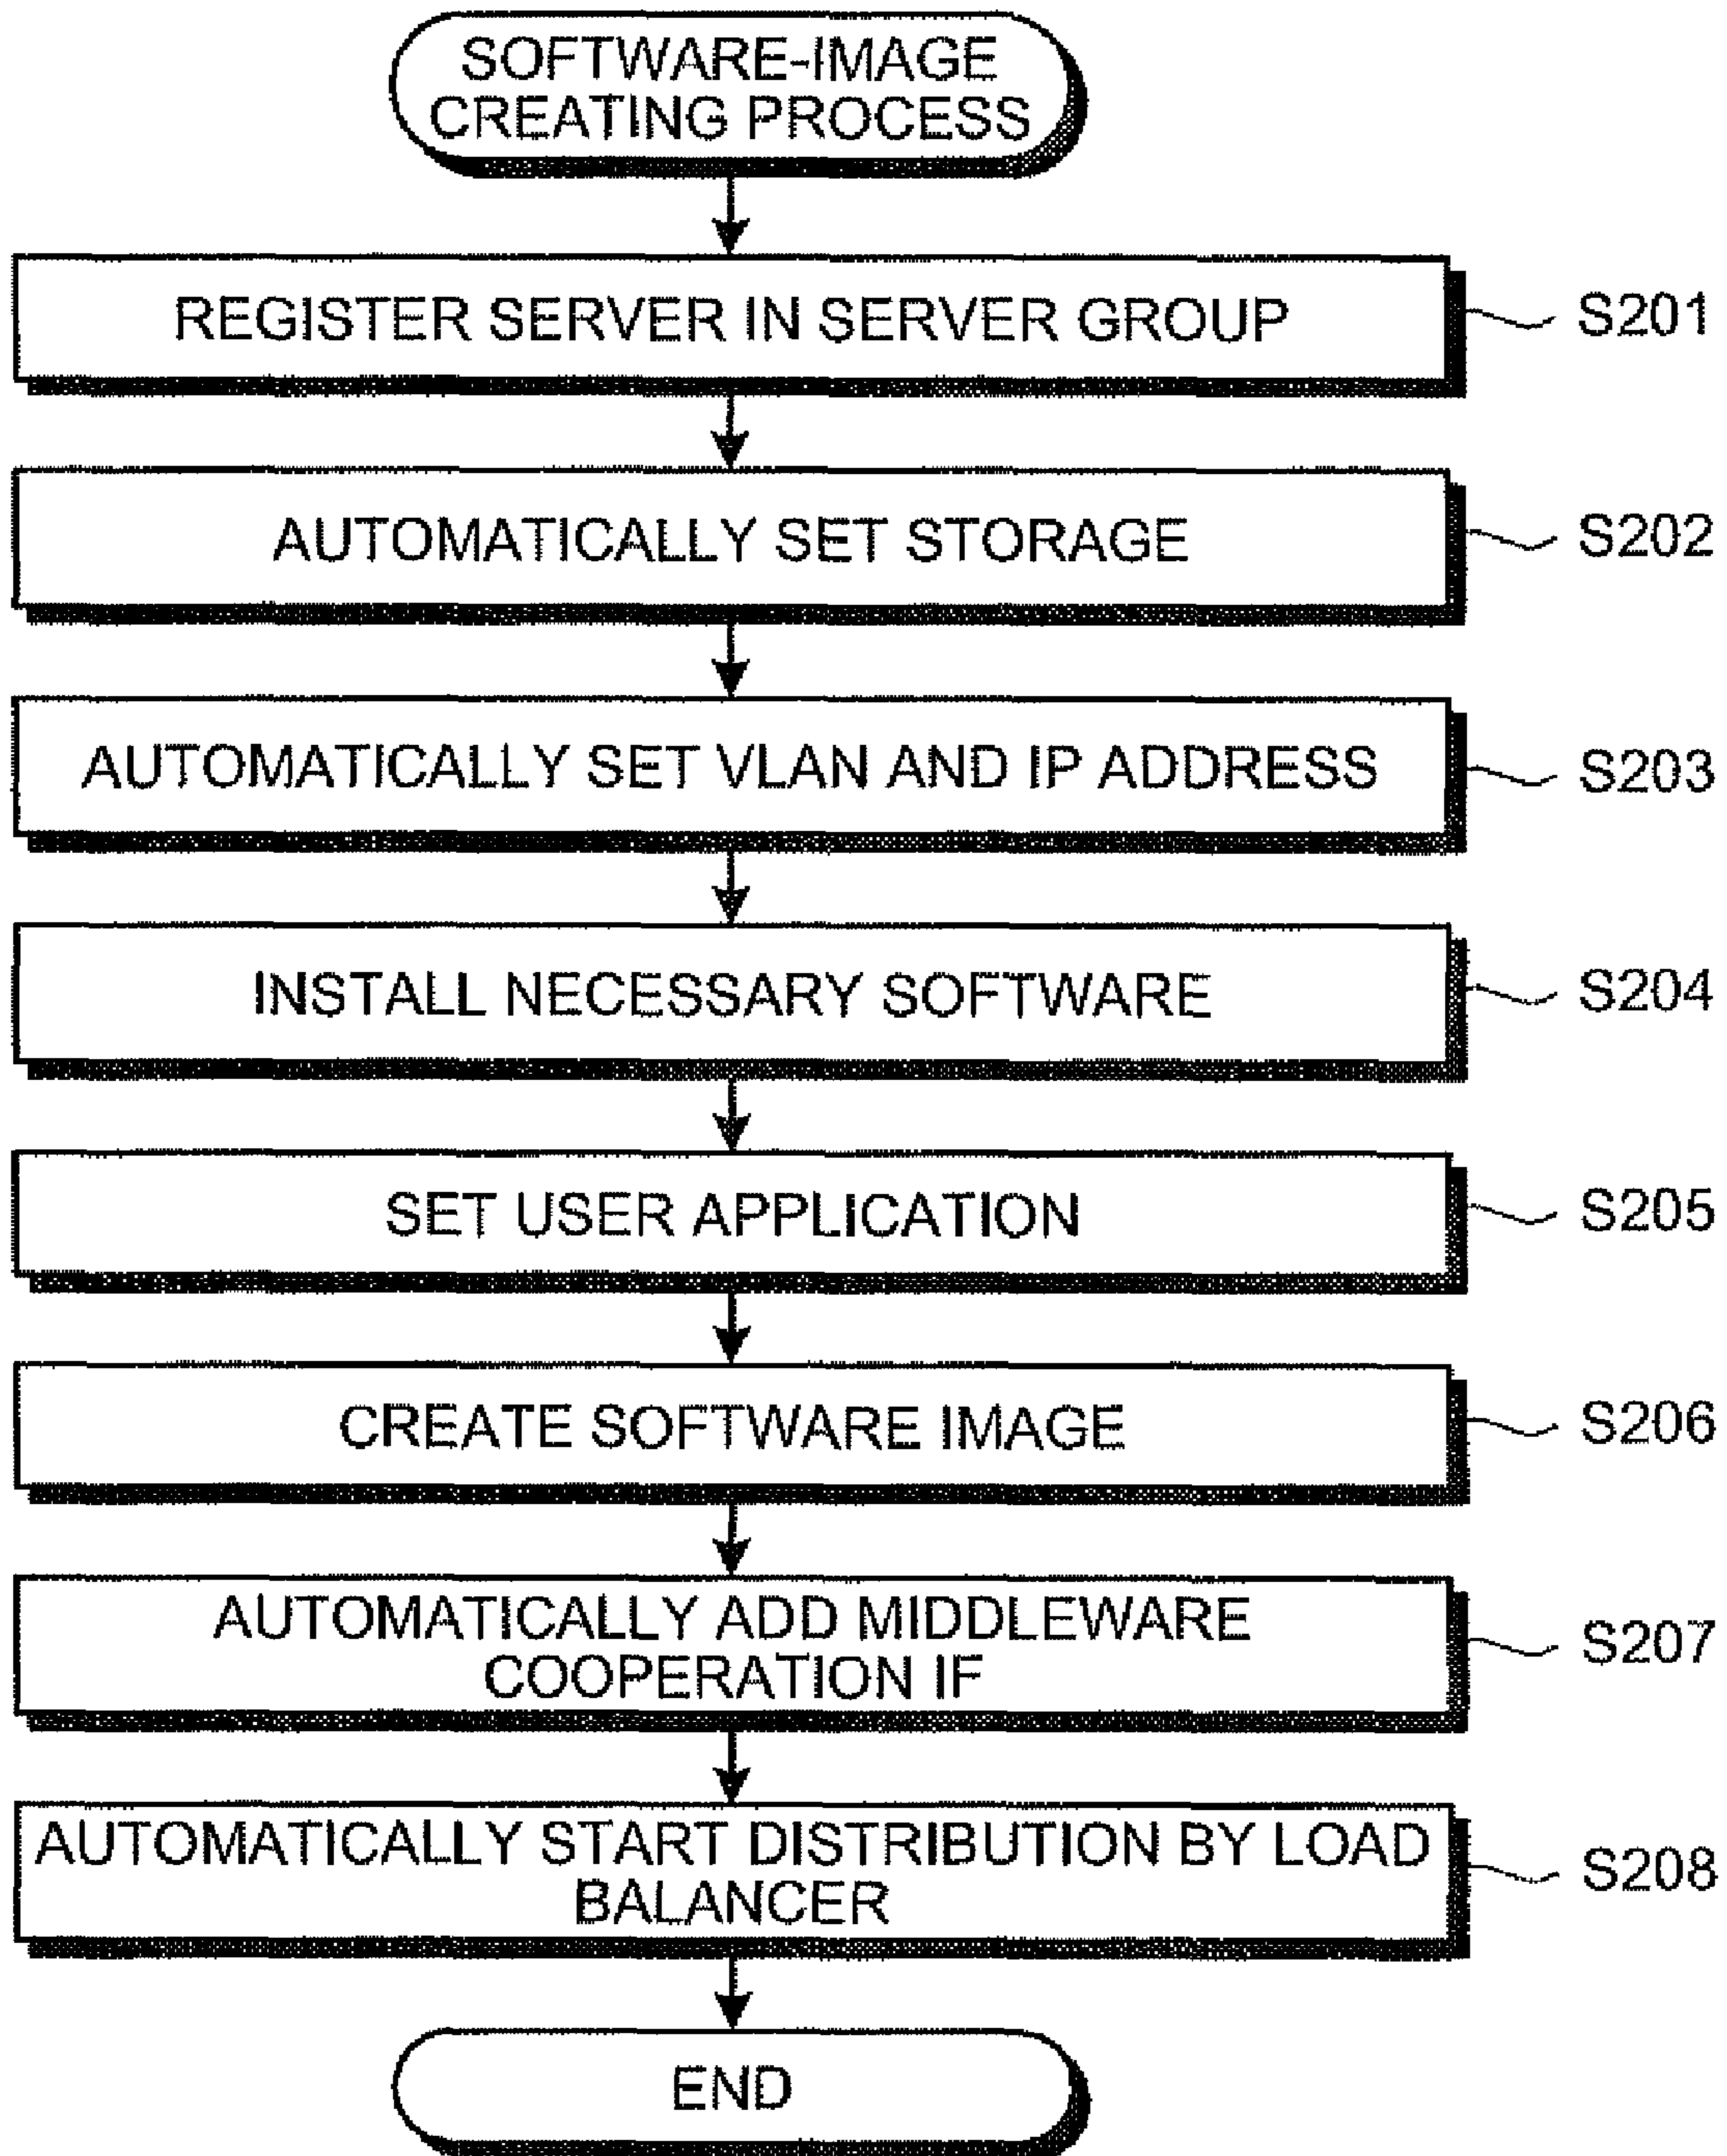 SOFTWARE-IMAGE
CREATING PROCESS
REGISTER SERVER IN SERVER GROUP
S201
AUTOMATICALLY SET STORAGE
S202
AUTOMATICALLY SET VLAN AND IP ADDRESS
S203
INSTALL NECESSARY SOFTWARE
S204
SET USER APPLICATION
S205
CREATE SOFTWARE IMAGE
S206
AUTOMATICALLY ADD MIDDLEWARE
COOPERATION IF
S207
AUTOMATICALLY START DISTRIBUTION BY LOAD
BALANCER
S208
END